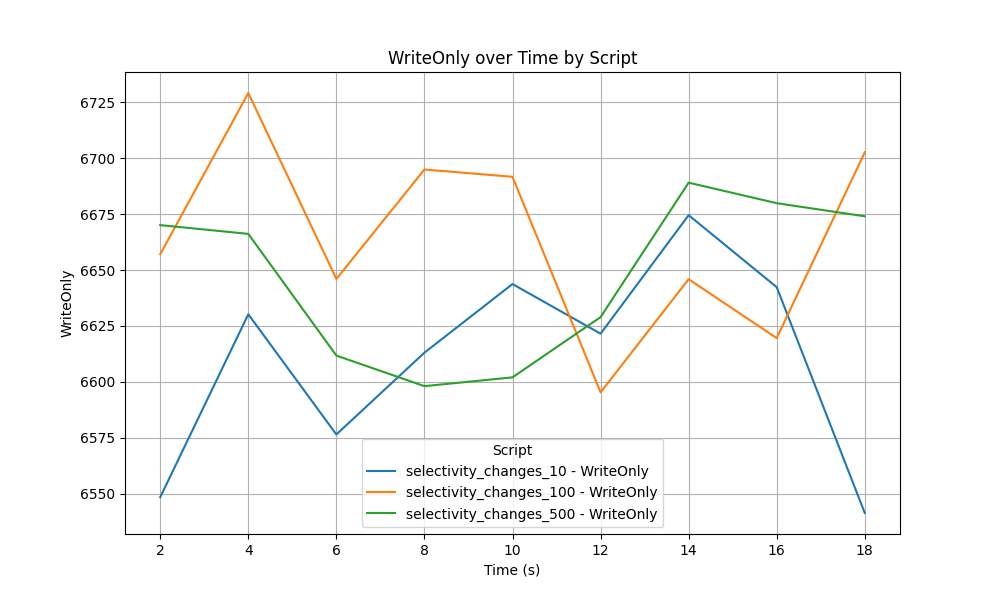 WriteOnly over Time by Script
WriteOnly
6725
6700
6675
6650
6625
6600
6575
6550
Script
selectivity_changes_10 - WriteOnly
selectivity_changes_100 - WriteOnly
selectivity_changes_500 - WriteOnly
2 4 6 8 10 12 14 16 18
Time (s)